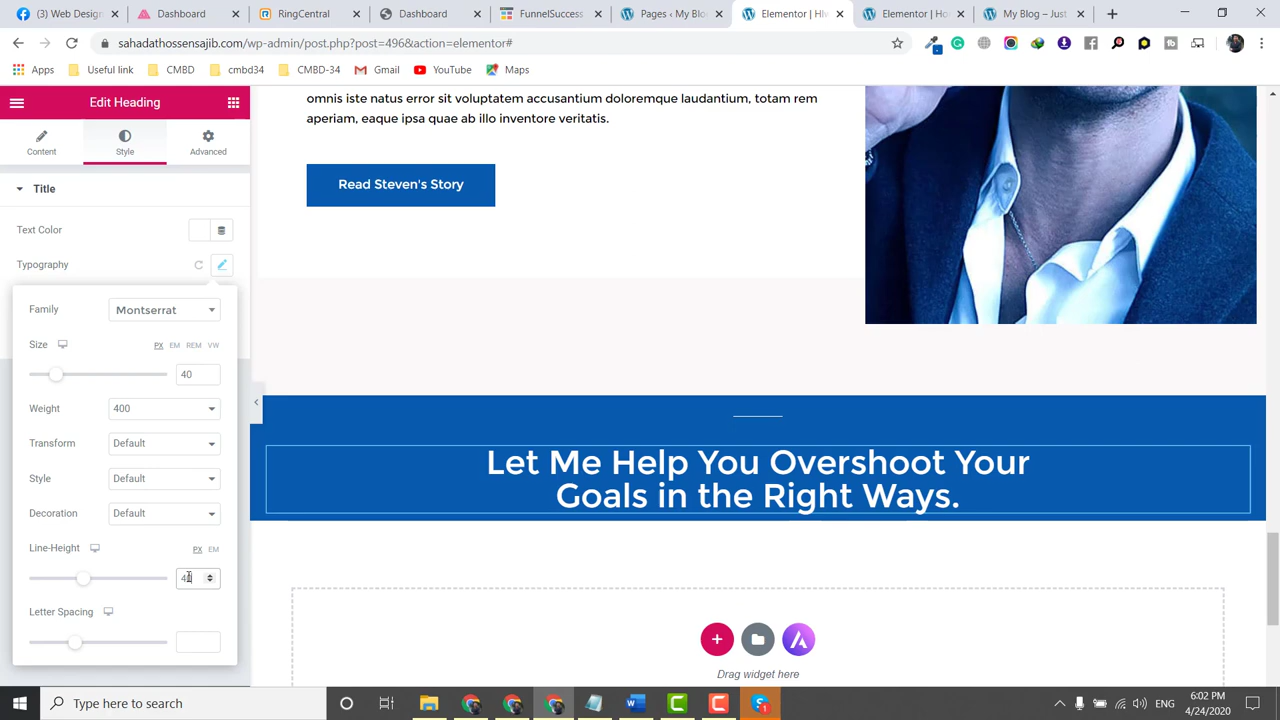 (3) Webinar
Dashboard
RingCentral
Dashboard
FunnelSuccess
Pages ‹ My Blo
Elementor | Hlv
Elementor | Ho
My Blog – Just
sahadathossensajib.com/wp-admin/post.php?post=496&action=elementor#
Apps
Useful link
CMBD
cmbd34
CMBD-34
Gmail
YouTube
Maps
Edit Heading
Content
Style
Advanced
Title
Text Color
Typography
Family
Montserrat
Size
PX EM REM VW
40
Weight
400
Transform
Default
Style
Default
Decoration
Default
Line-Height
PX EM
Letter Spacing
omnis iste natus error sit voluptatem accusantium doloremque laudantium, totam rem
aperiam, eaque ipsa quae ab illo inventore veritatis.
Read Steven's Story
Let Me Help You Overshoot Your
Goals in the Right Ways.
Drag widget here
Type here to search
ENG
6:02 PM
4/24/2020